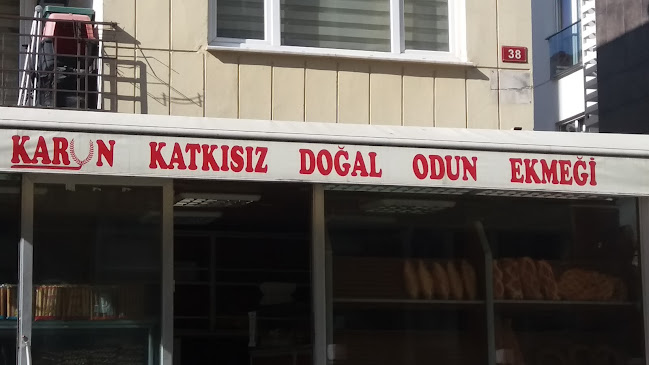 38
KARUN KATKISIZ DOĞAL ODUN EKMEĞİ